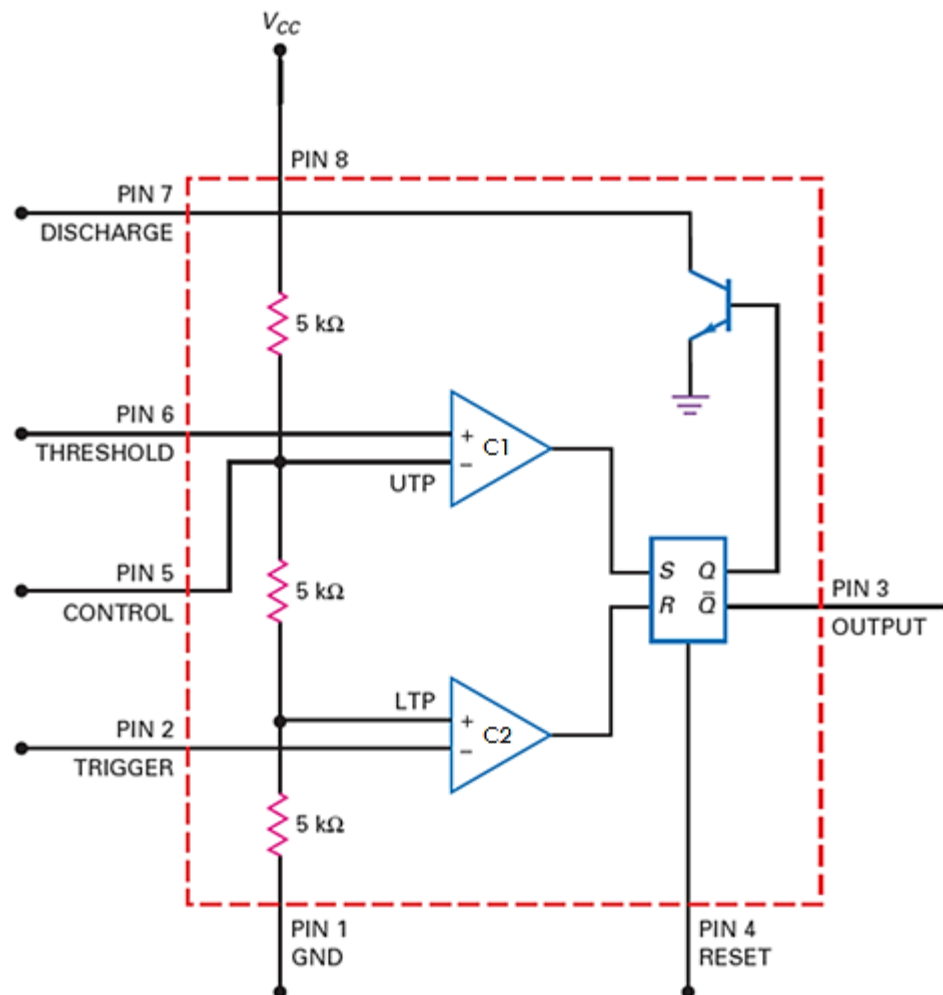 V_CC
PIN 8
PIN 7
DISCHARGE
5 kΩ
PIN 6
THRESHOLD
+
C1
−
UTP
PIN 5
CONTROL
5 kΩ
S Q
R Q̅
PIN 3
OUTPUT
LTP
PIN 2
TRIGGER
+
C2
−
5 kΩ
PIN 1
GND
PIN 4
RESET